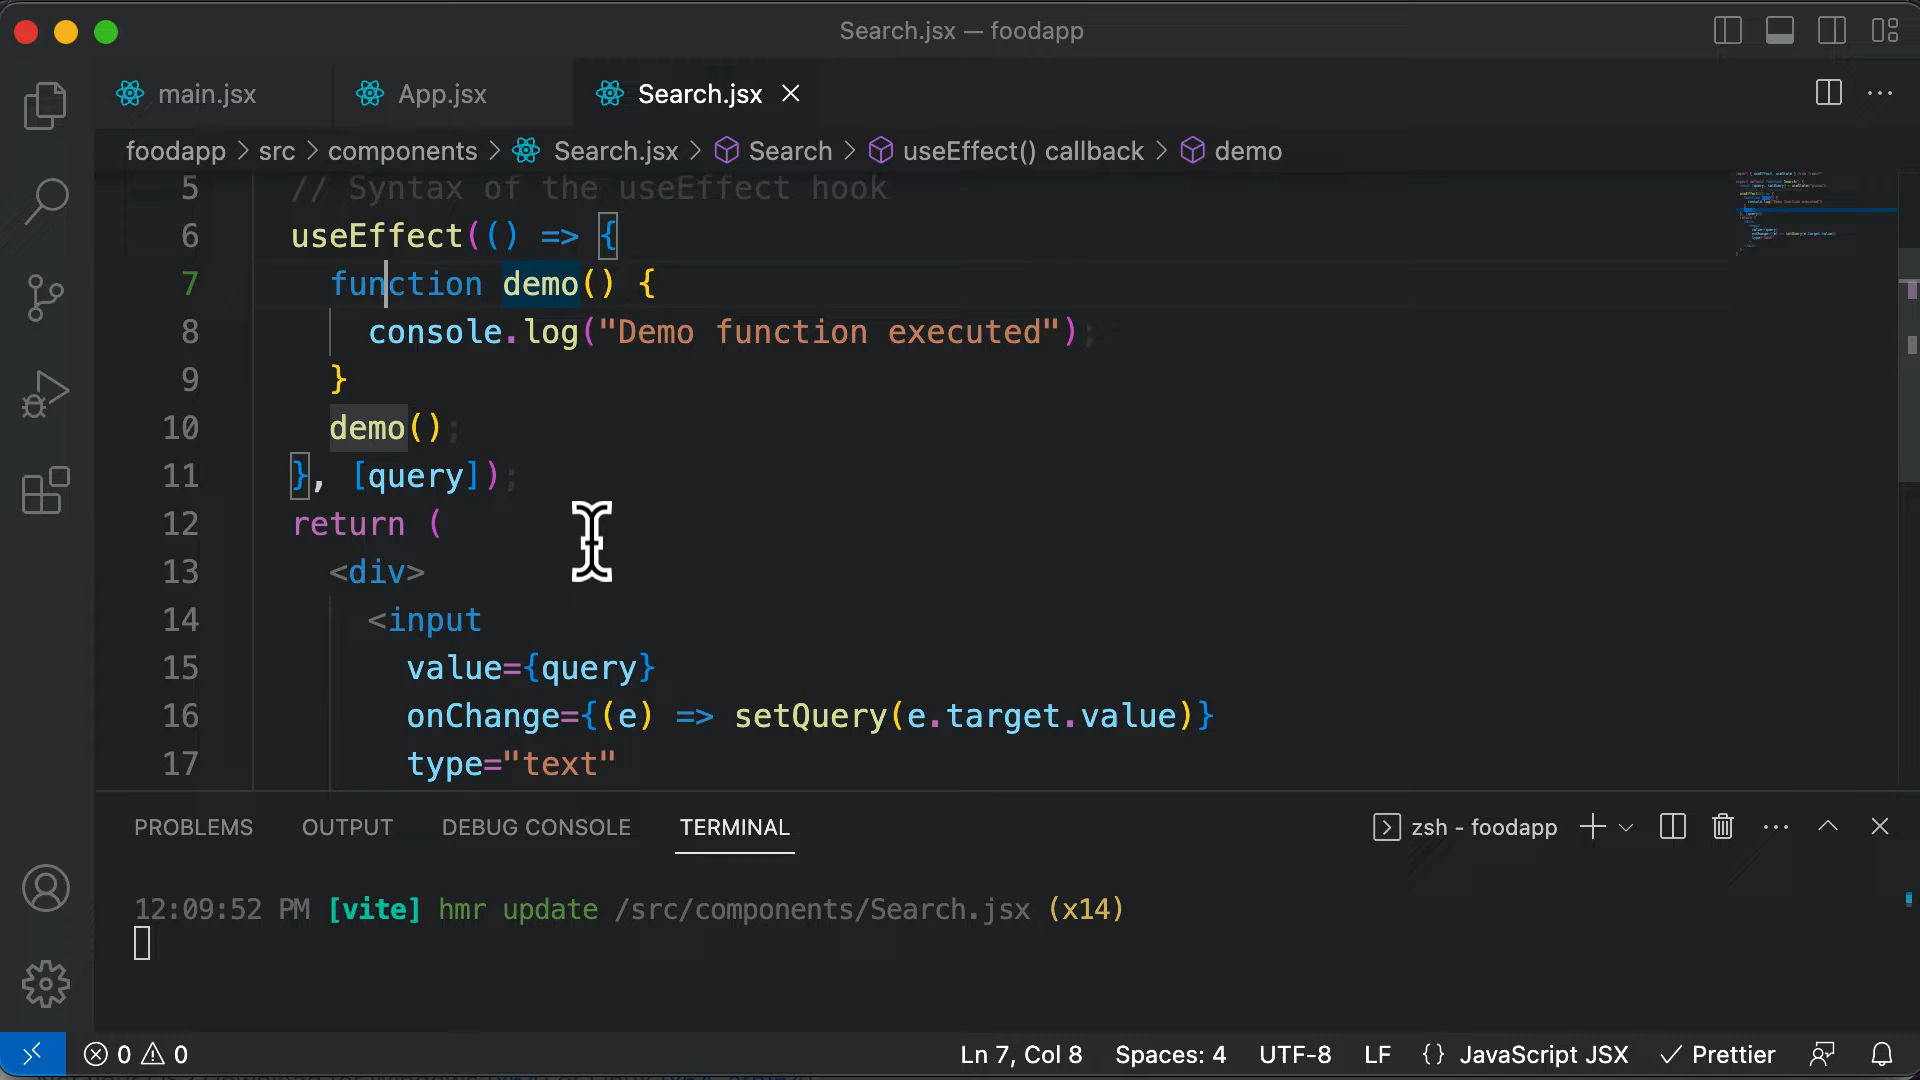 Search.jsx — foodapp
main.jsx App.jsx Search.jsx
foodapp > src > components > Search.jsx > Search > useEffect() callback > demo
5 // Syntax of the useEffect hook
6 useEffect(() => {
7 function demo() {
8 console.log("Demo function executed");
9 }
10 demo();
11 }, [query]);
12 return (
13 <div>
14 <input
15 value={query}
16 onChange={(e) => setQuery(e.target.value)}
17 type="text"
PROBLEMS OUTPUT DEBUG CONSOLE TERMINAL zsh - foodapp
12:09:52 PM [vite] hmr update /src/components/Search.jsx (x14)
0 0 Ln 7, Col 8 Spaces: 4 UTF-8 LF {} JavaScript JSX Prettier